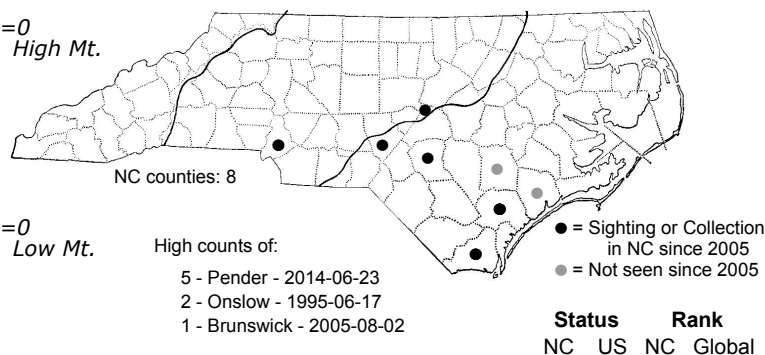 =0
High Mt.
NC counties: 8
=0
Low Mt.
High counts of:
5 - Pender - 2014-06-23
2 - Onslow - 1995-06-17
1 - Brunswick - 2005-08-02
= Sighting or Collection
in NC since 2005
= Not seen since 2005
Status Rank
NC US NC Global